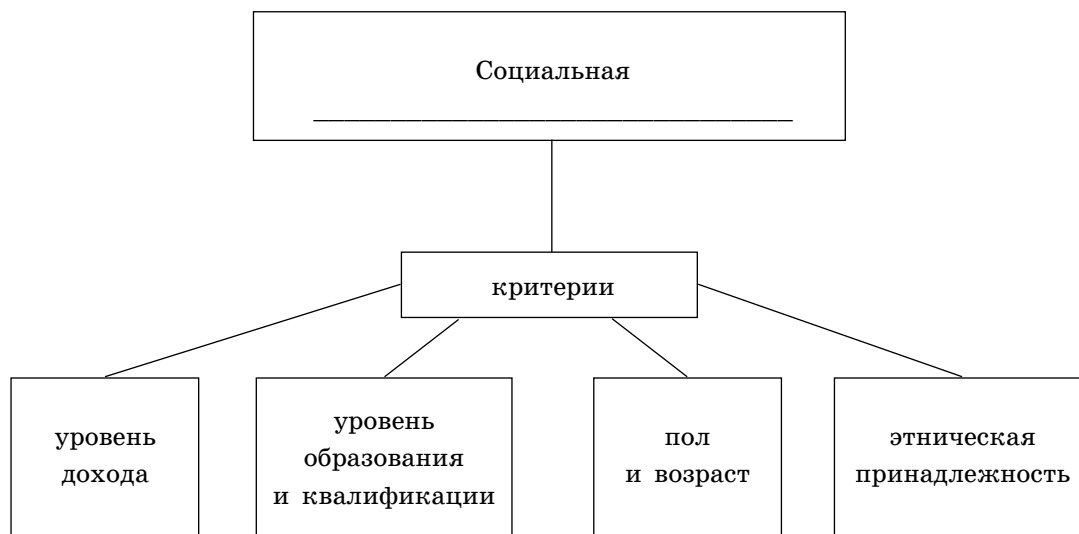 Социальная
критерии
уровень
дохода
уровень
образования
и квалификации
пол
и возраст
этническая
принадлежность